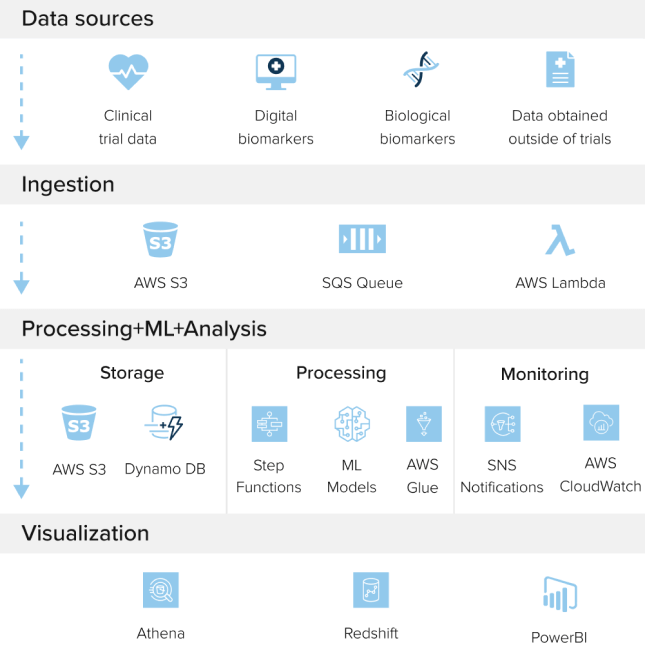 Data sources
Clinical
trial data
Digital
biomarkers
Biological
biomarkers
Data obtained
outside of trials
Ingestion
S3
AWS S3
SQS Queue
AWS Lambda
Processing+ML+Analysis
Storage
S3
AWS S3
Dynamo DB
Processing
Step
Functions
ML
Models
AWS
Glue
Monitoring
SNS
Notifications
AWS
CloudWatch
Visualization
Athena
Redshift
PowerBI